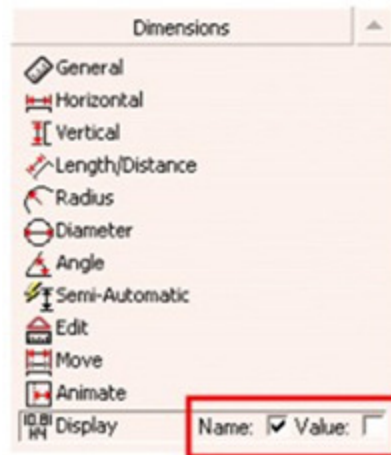 Dimensions
General
Horizontal
Vertical
Length/Distance
Radius
Diameter
Angle
Semi-Automatic
Edit
Move
Animate
Display Name: Value: